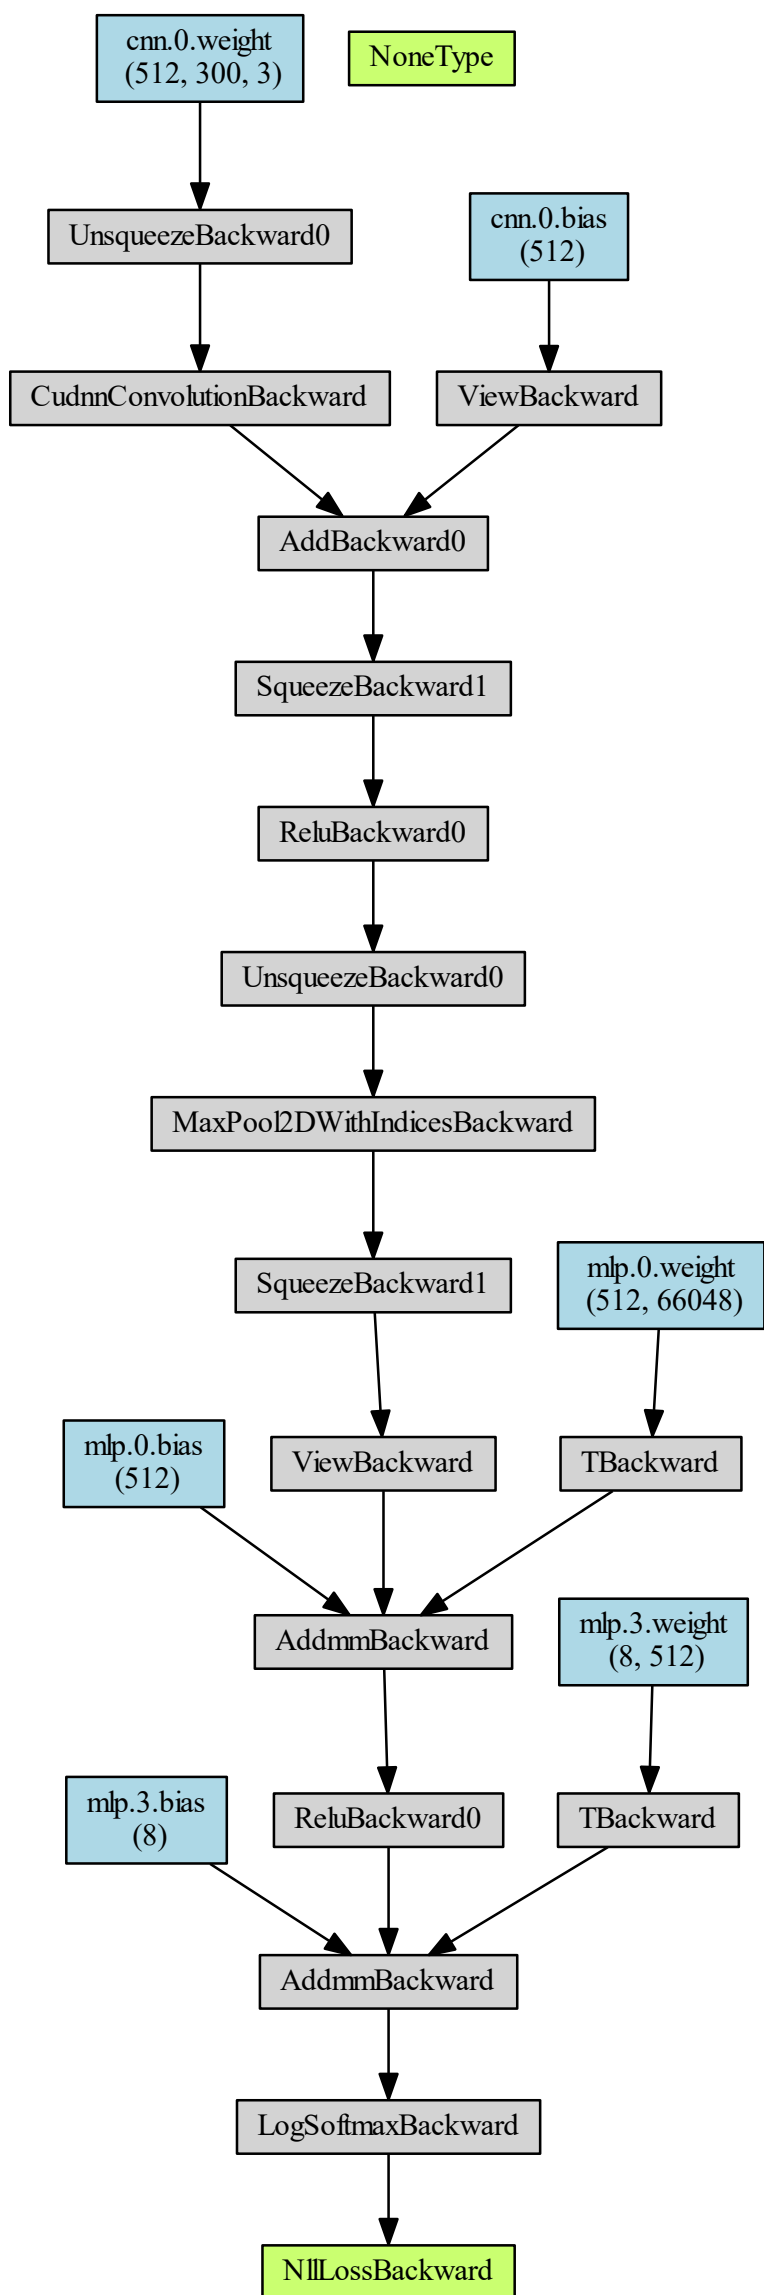 cnn.0.weight
(512, 300, 3)
NoneType
UnsqueezeBackward0
cnn.0.bias
(512)
CudnnConvolutionBackward
ViewBackward
AddBackward0
SqueezeBackward1
ReluBackward0
UnsqueezeBackward0
MaxPool2DWithIndicesBackward
SqueezeBackward1
mlp.0.weight
(512, 66048)
mlp.0.bias
(512)
ViewBackward
TBackward
AddmmBackward
mlp.3.weight
(8, 512)
mlp.3.bias
(8)
ReluBackward0
TBackward
AddmmBackward
LogSoftmaxBackward
NllLossBackward